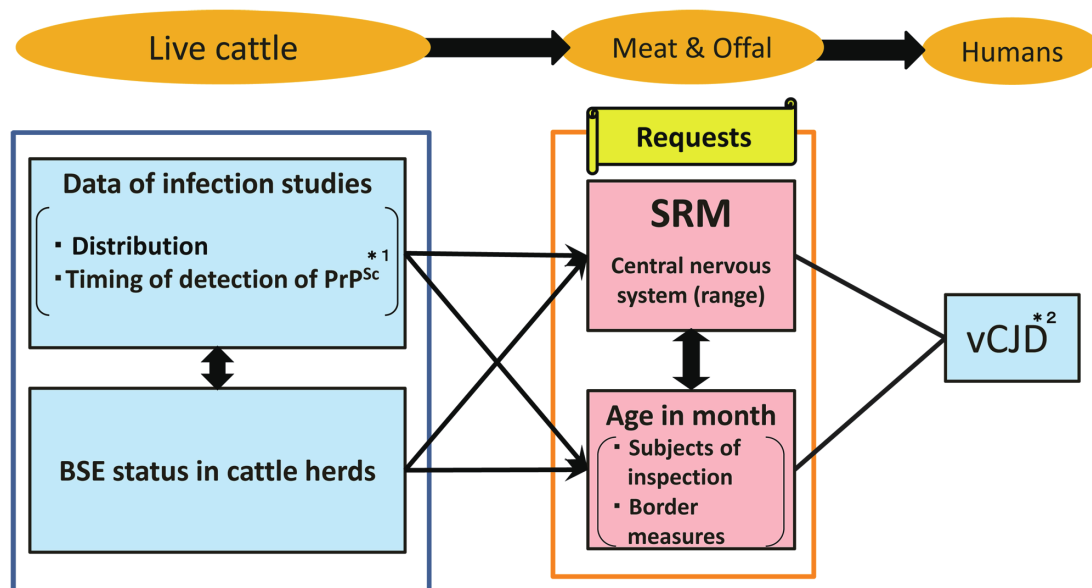 Live cattle
Meat & Offal
Humans
Requests
Data of infection studies
・Distribution
・Timing of detection of PrPSc *1
BSE status in cattle herds
SRM
Central nervous
system (range)
Age in month
・Subjects of
inspection
・Border
measures
vCJD*2